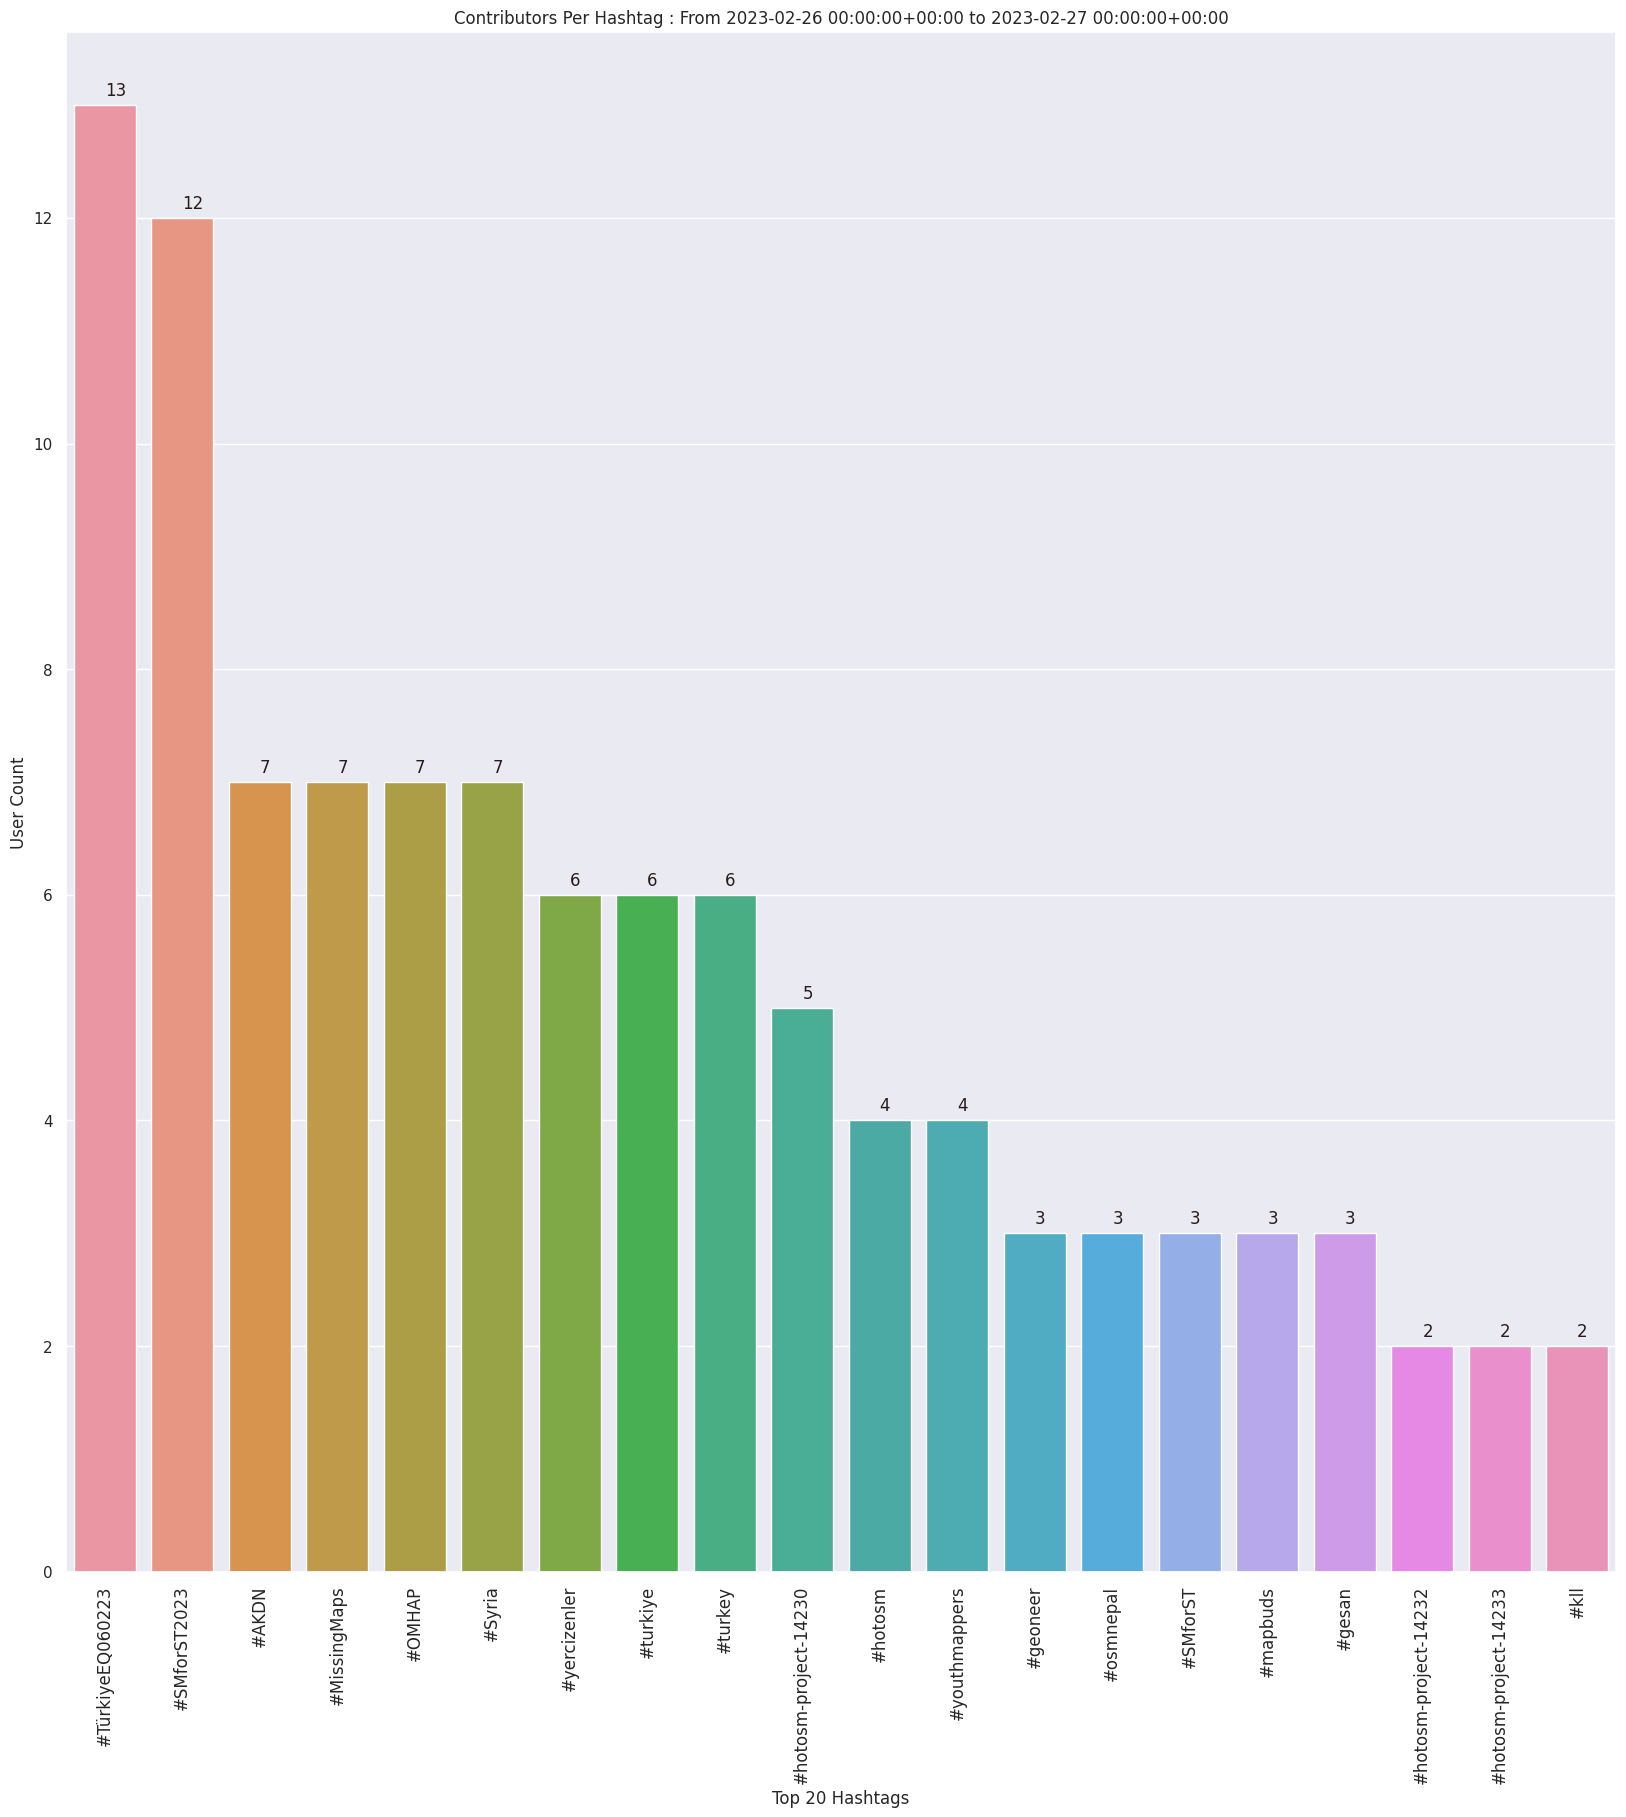 Contributors Per Hashtag : From 2023-02-26 00:00:00+00:00 to 2023-02-27 00:00:00+00:00
User Count
12
10
8
6
4
2
0
13
12
7
7
7
7
6
6
6
5
4
4
3
3
3
3
3
2
2
2
#TürkiyeEQ060223
#SMforST2023
#AKDN
#MissingMaps
#OMHAP
#Syria
#yercizenler
#turkiye
#turkey
#hotosm-project-14230
#hotosm
#youthmappers
#geoneer
#osmnepal
#SMforST
#mapbuds
#gesan
#hotosm-project-14232
#hotosm-project-14233
#kll
Top 20 Hashtags